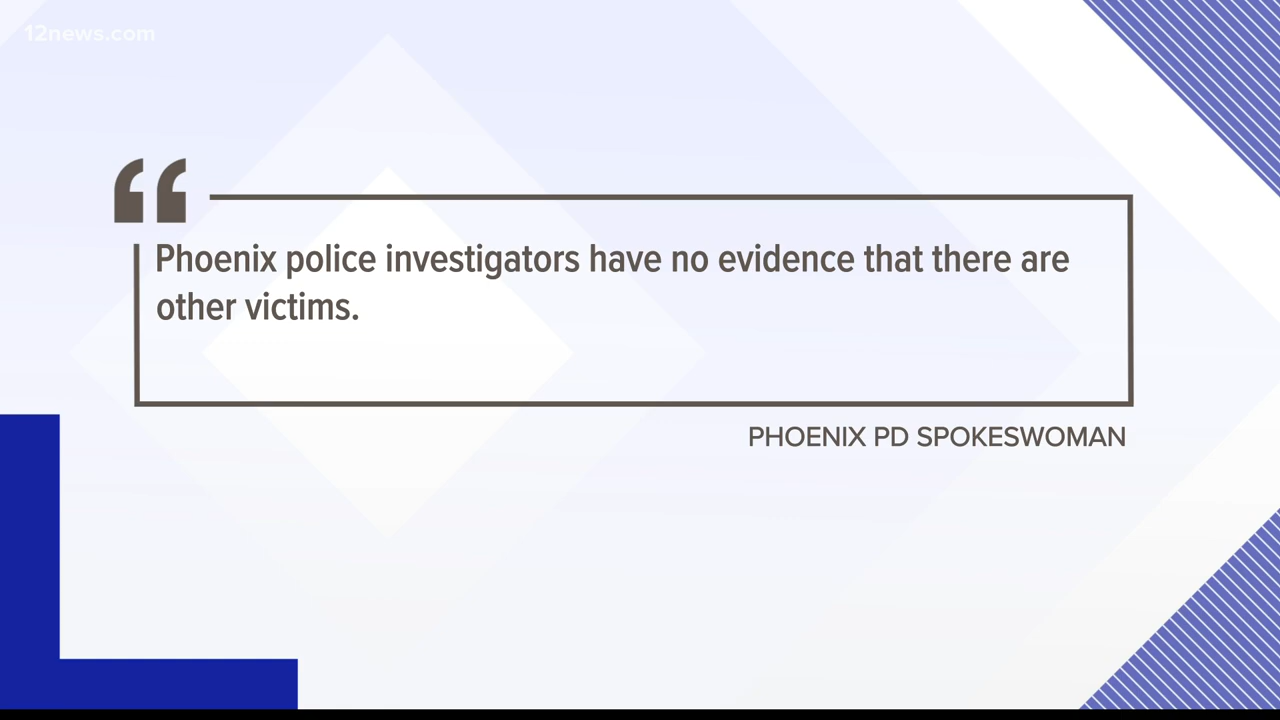 12news.com
“
Phoenix police investigators have no evidence that there are
other victims.
PHOENIX PD SPOKESWOMAN